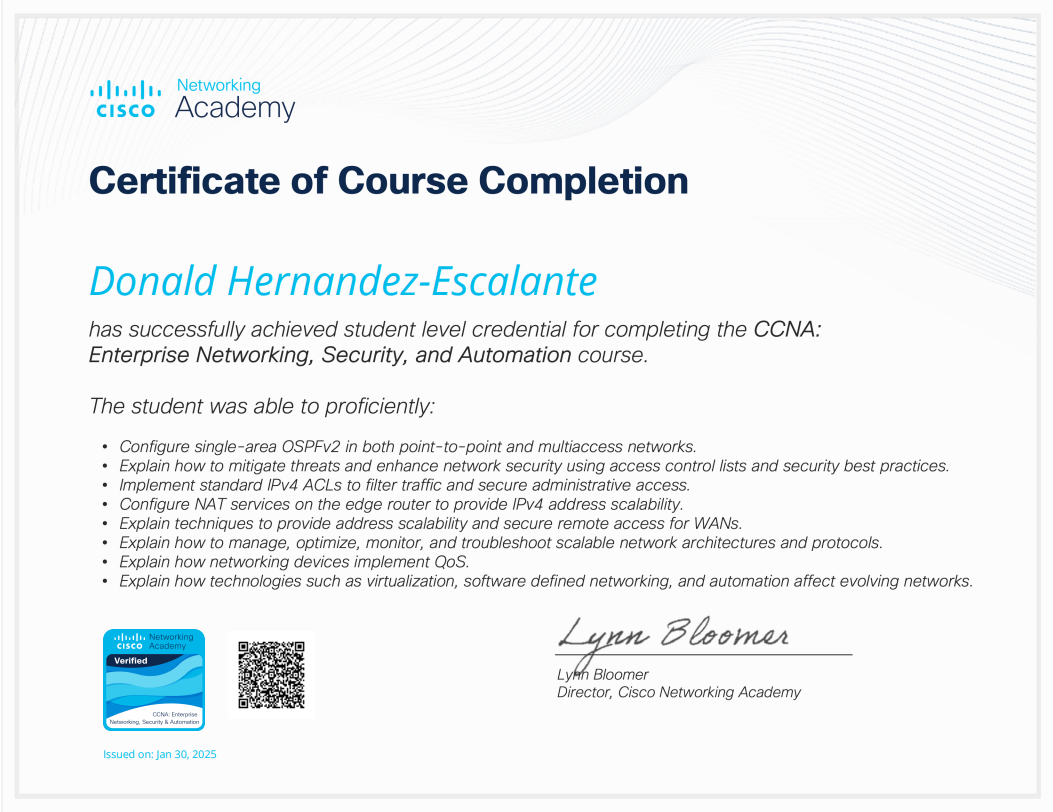 Networking
CISCO Academy
Certificate of Course Completion
Donald Hernandez-Escalante
has successfully achieved student level credential for completing the CCNA:
Enterprise Networking, Security, and Automation course.
The student was able to proficiently:
• Configure single-area OSPFv2 in both point-to-point and multiaccess networks.
• Explain how to mitigate threats and enhance network security using access control lists and security best practices.
• Implement standard IPv4 ACLs to filter traffic and secure administrative access.
• Configure NAT services on the edge router to provide IPv4 address scalability.
• Explain techniques to provide address scalability and secure remote access for WANs.
• Explain how to manage, optimize, monitor, and troubleshoot scalable network architectures and protocols.
• Explain how networking devices implement QoS.
• Explain how technologies such as virtualization, software defined networking, and automation affect evolving networks.
Networking
CISCO Academy
Verified
CCNA: Enterprise
Networking, Security & Automation
Lynn Bloomer
Lynn Bloomer
Director, Cisco Networking Academy
Issued on: Jan 30, 2025